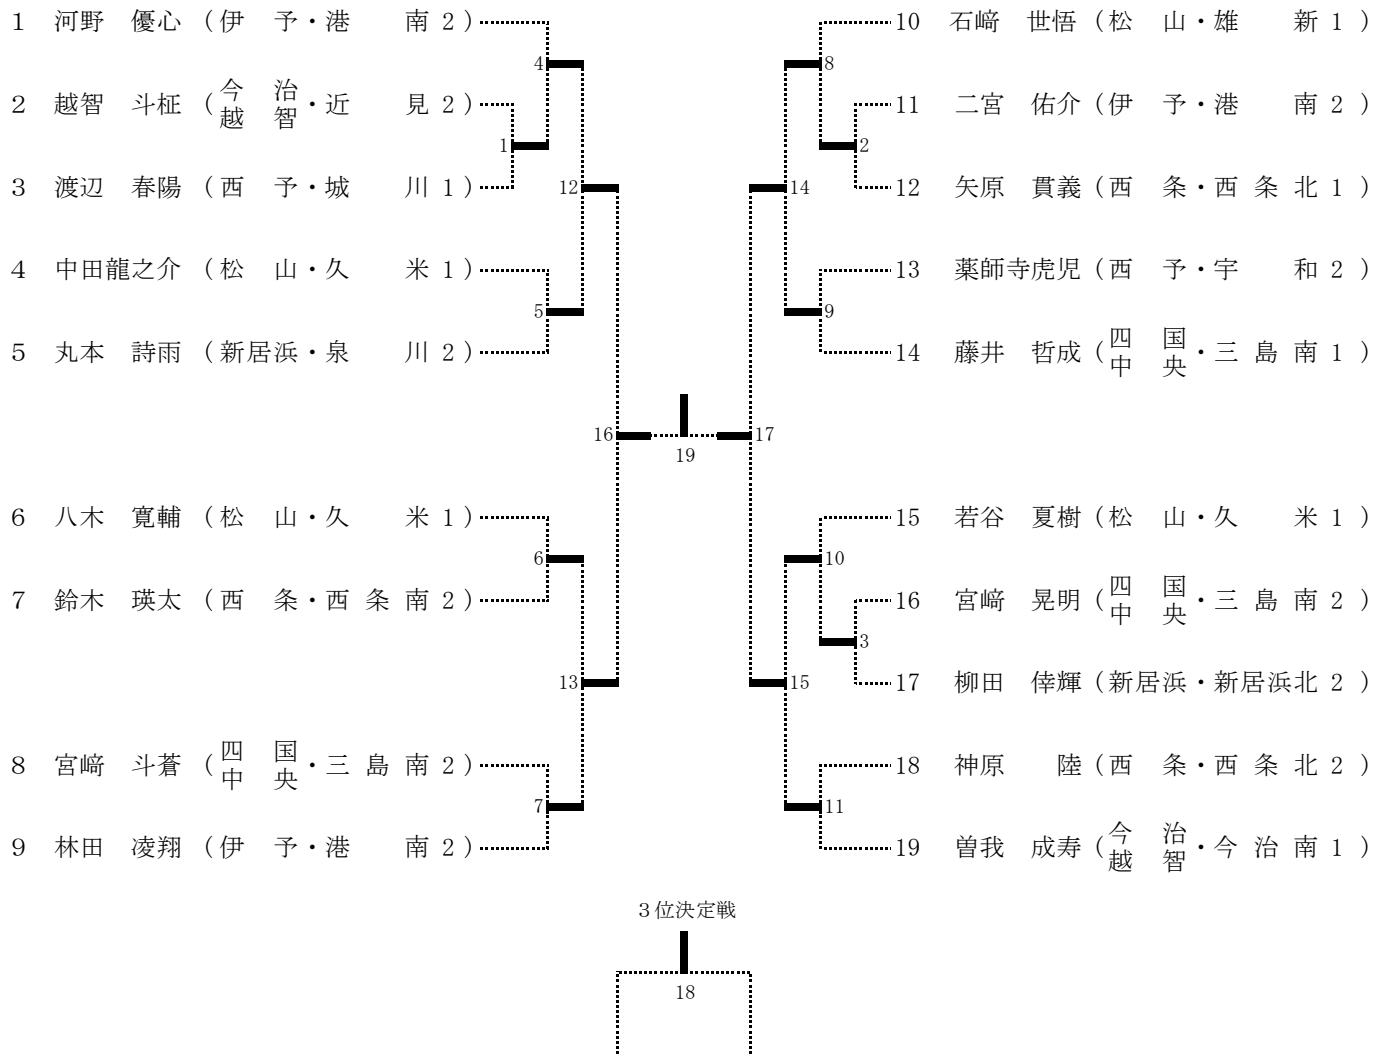 1 河野 優心 （伊 予・港 南 2）
4
2 越智 斗柾 （今治越智・近 見 2）
1
3 渡辺 春陽 （西 予・城 川 1）
12
4 中田龍之介 （松 山・久 米 1）
5
5 丸本 詩雨 （新居浜・泉 川 2）
16
6 八木 寛輔 （松 山・久 米 1）
6
7 鈴木 瑛太 （西 条・西 条 南 2）
13
8 宮﨑 斗蒼 （四国中央・三 島 南 2）
7
9 林田 凌翔 （伊 予・港 南 2）
19
10 石﨑 世悟（松 山・雄 新 1）
8
11 二宮 佑介（伊 予・港 南 2）
2
12 矢原 貫義（西 条・西 条 北 1）
14
13 薬師寺虎児（西 予・宇 和 2）
9
14 藤井 哲成（四国中央・三 島 南 1）
17
15 若谷 夏樹（松 山・久 米 1）
10
16 宮﨑 晃明（四国中央・三 島 南 2）
3
17 柳田 倖輝（新居浜・新居浜北 2）
15
18 神原 陸（西 条・西 条 北 2）
11
19 曽我 成寿（今治越智・今 治 南 1）
3位決定戦
18